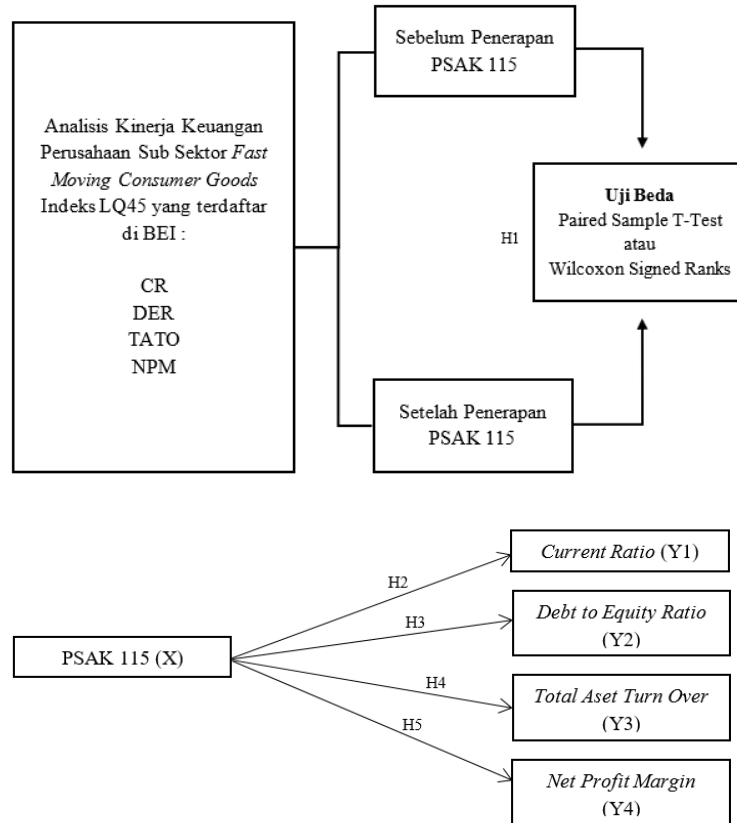 Analisis Kinerja Keuangan
Perusahaan Sub Sektor Fast
Moving Consumer Goods
Indeks LQ45 yang terdaftar
di BEI :
CR
DER
TATO
NPM
Sebelum Penerapan
PSAK 115
H1
Uji Beda
Paired Sample T-Test
atau
Wilcoxon Signed Ranks
Setelah Penerapan
PSAK 115
PSAK 115 (X)
H2
H3
H4
H5
Current Ratio (Y1)
Debt to Equity Ratio
(Y2)
Total Aset Turn Over
(Y3)
Net Profit Margin
(Y4)